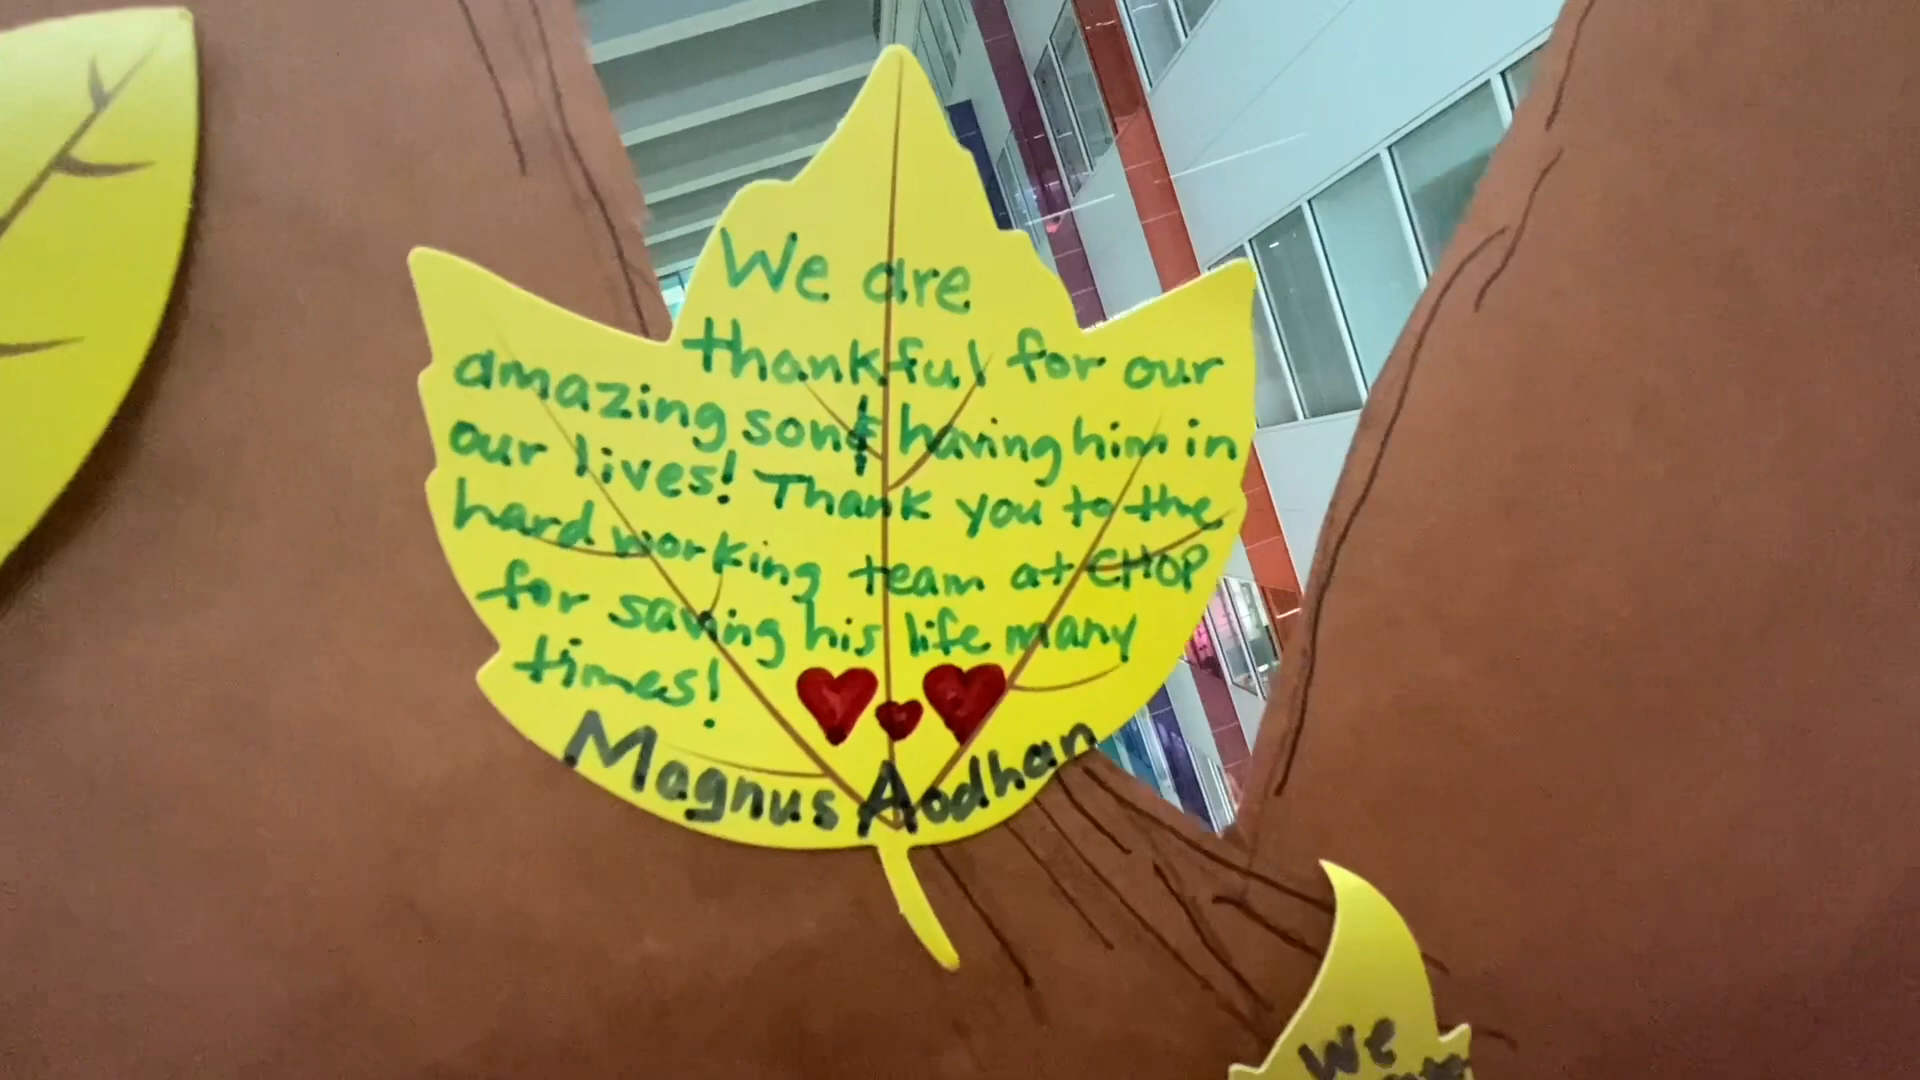 We are
thankful for our
amazing son & having him in
our lives! Thank you to the
hard working team at CHOP
for saving his life many
times!
Magnus Aodhan
We